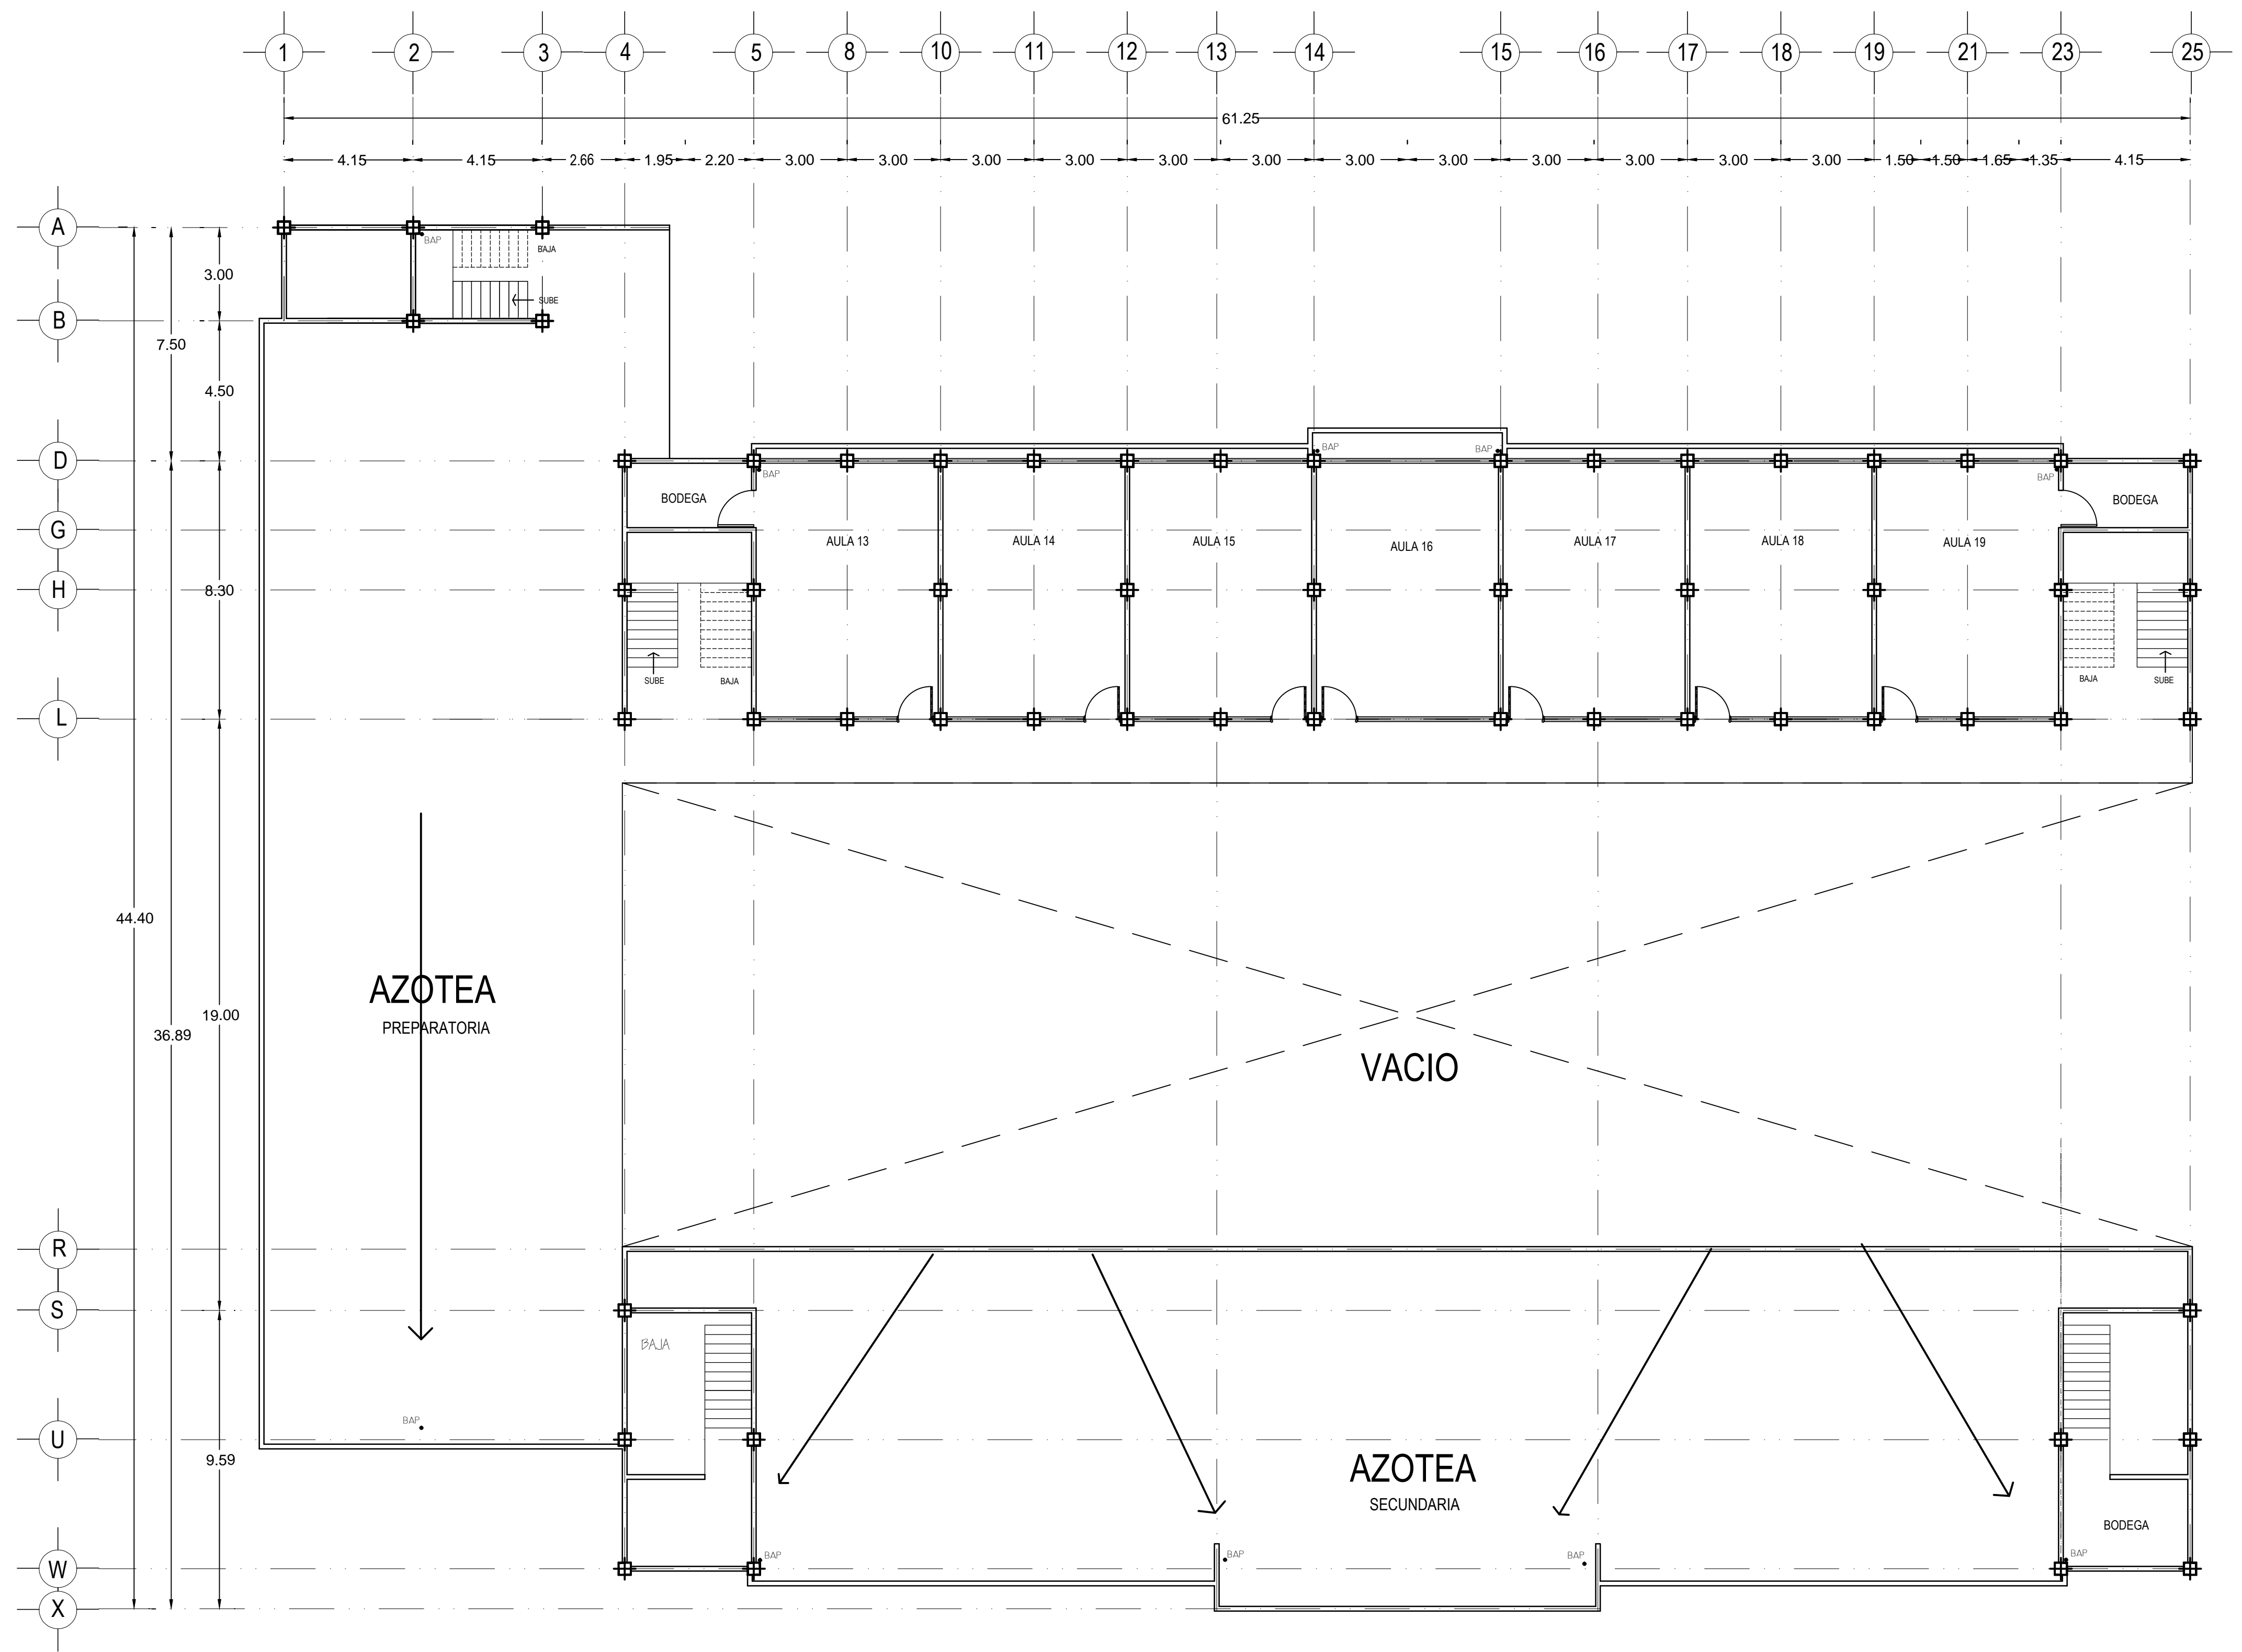 1 2 3 4 5 8 10 11 12 13 14 15 16 17 18 19 21 23 25
61.25
4.15 4.15 2.66 1.95 2.20 3.00 3.00 3.00 3.00 3.00 3.00 3.00 3.00 3.00 3.00 3.00 3.00 1.50 1.50 1.65 1.35 4.15
A
BAP
BAJA
3.00
SUBE
B
7.50
4.50
BAP
BAP
D
BAP
BAP
BODEGA
BODEGA
G
AULA 13
AULA 14
AULA 15
AULA 16
AULA 17
AULA 18
AULA 19
H
8.30
SUBE
BAJA
BAJA
SUBE
L
44.40
AZOTEA
PREPARATORIA
19.00
36.89
VACIO
R
S
BAJA
BAP
U
9.59
AZOTEA
SECUNDARIA
BODEGA
BAP
BAP
BAP
BAP
W
X